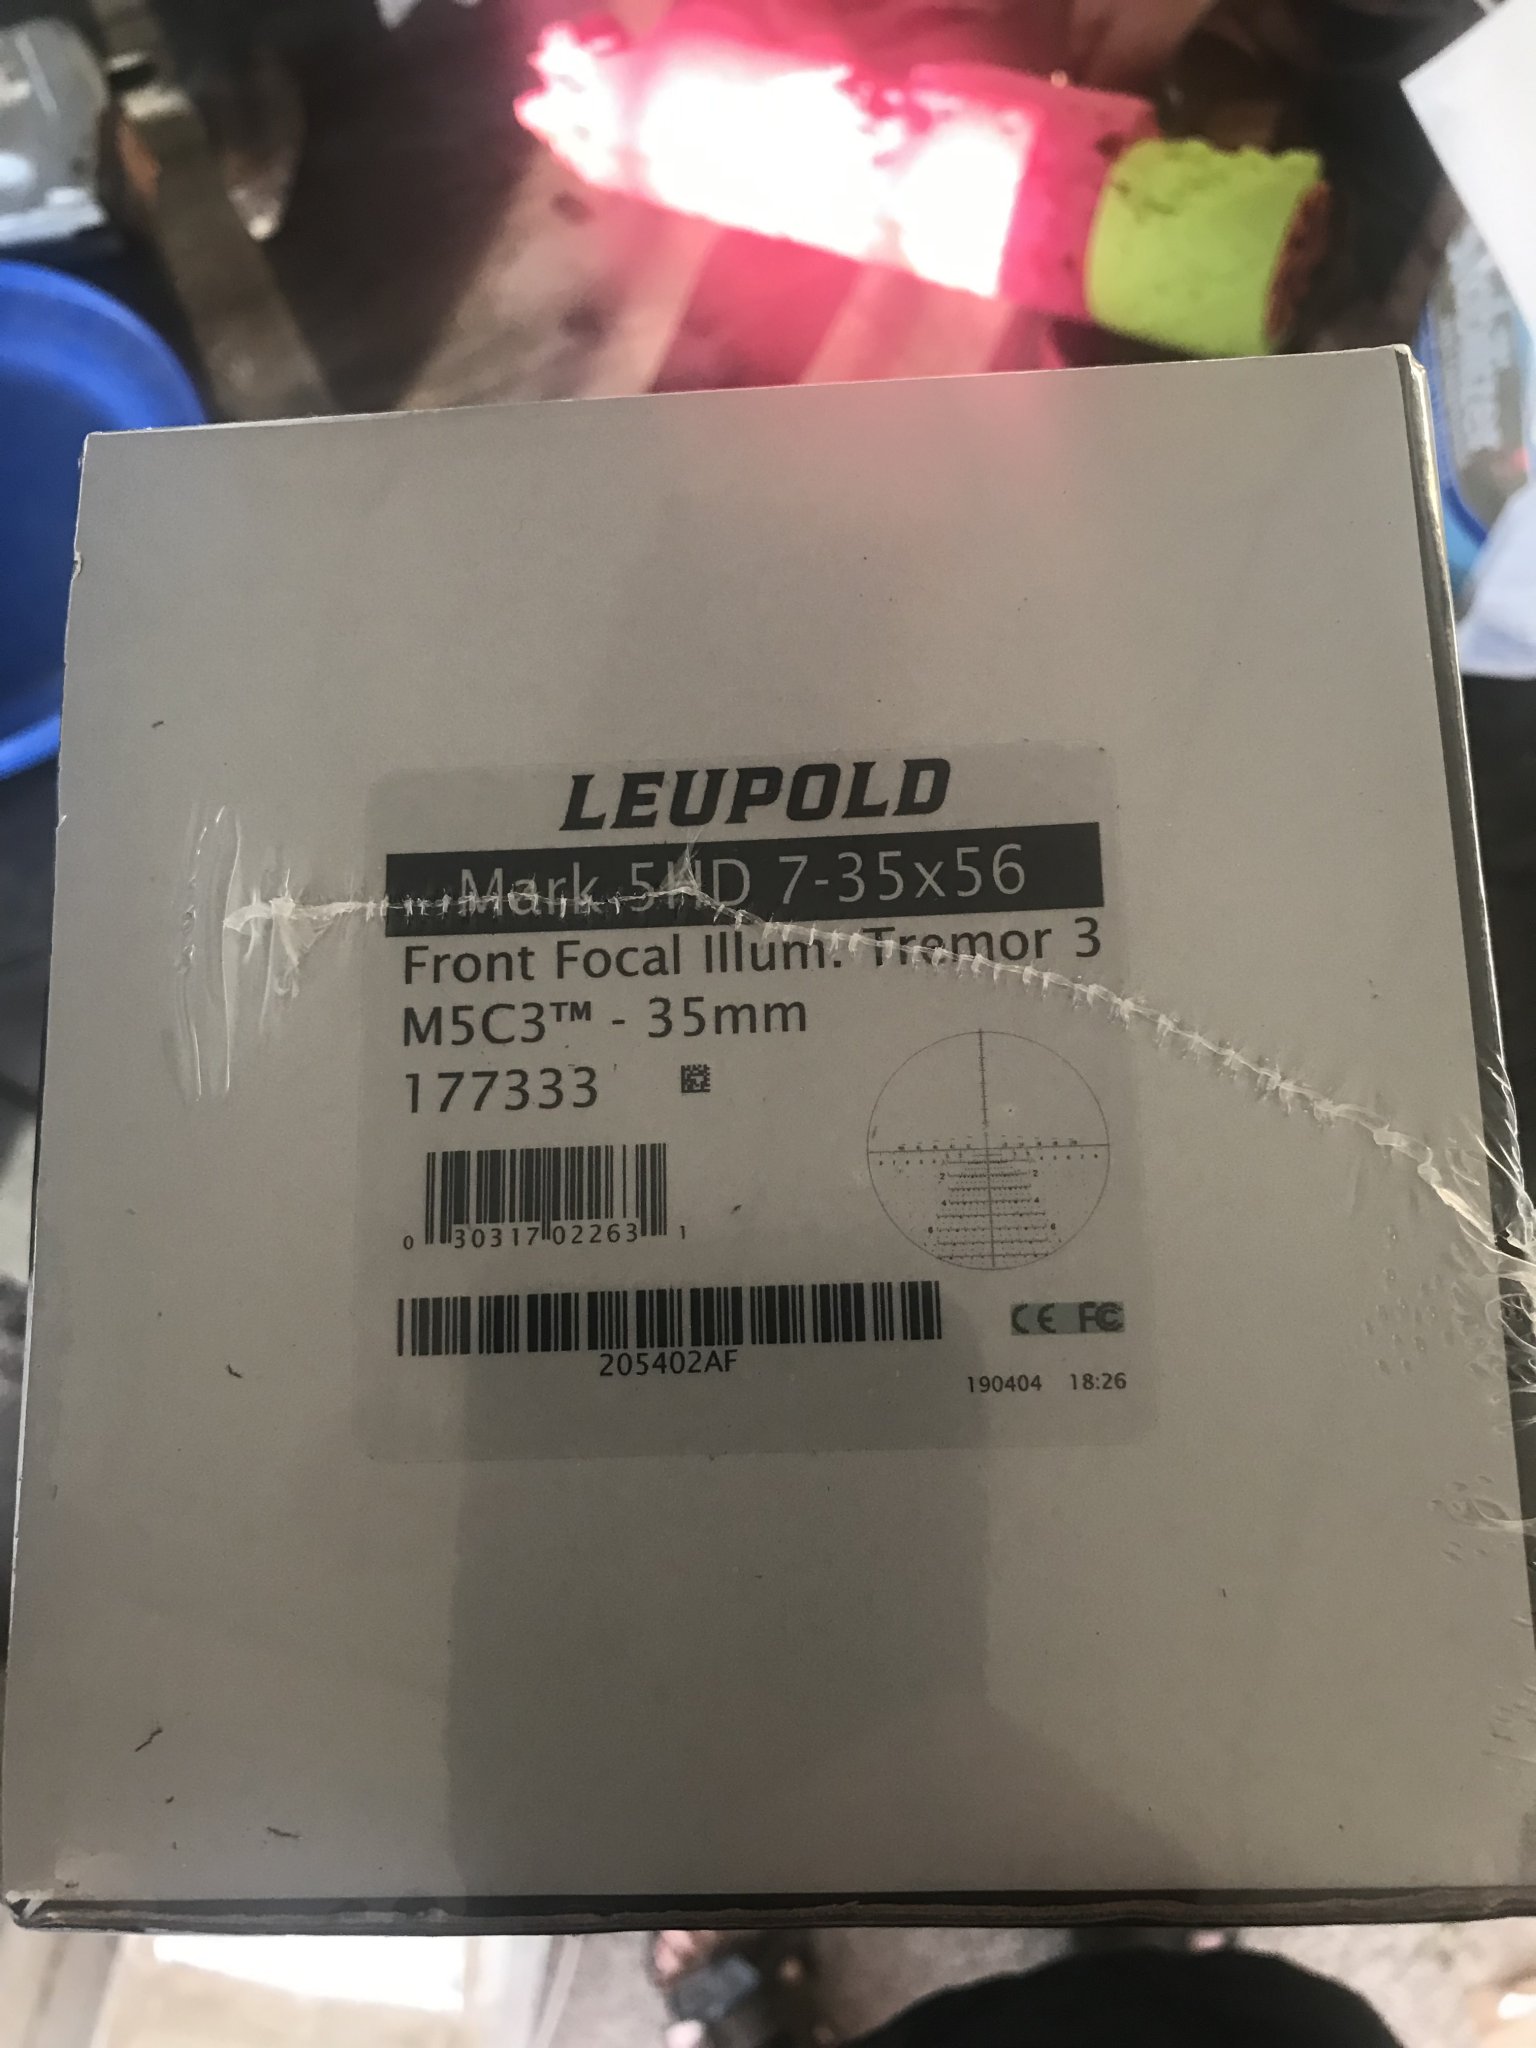 LEUPOLD
Mark 5HD 7-35x56
Front Focal Illum. Tremor 3
M5C3™ - 35mm
177333
0 30317 02263 1
205402AF
CE FC
190404 18:26